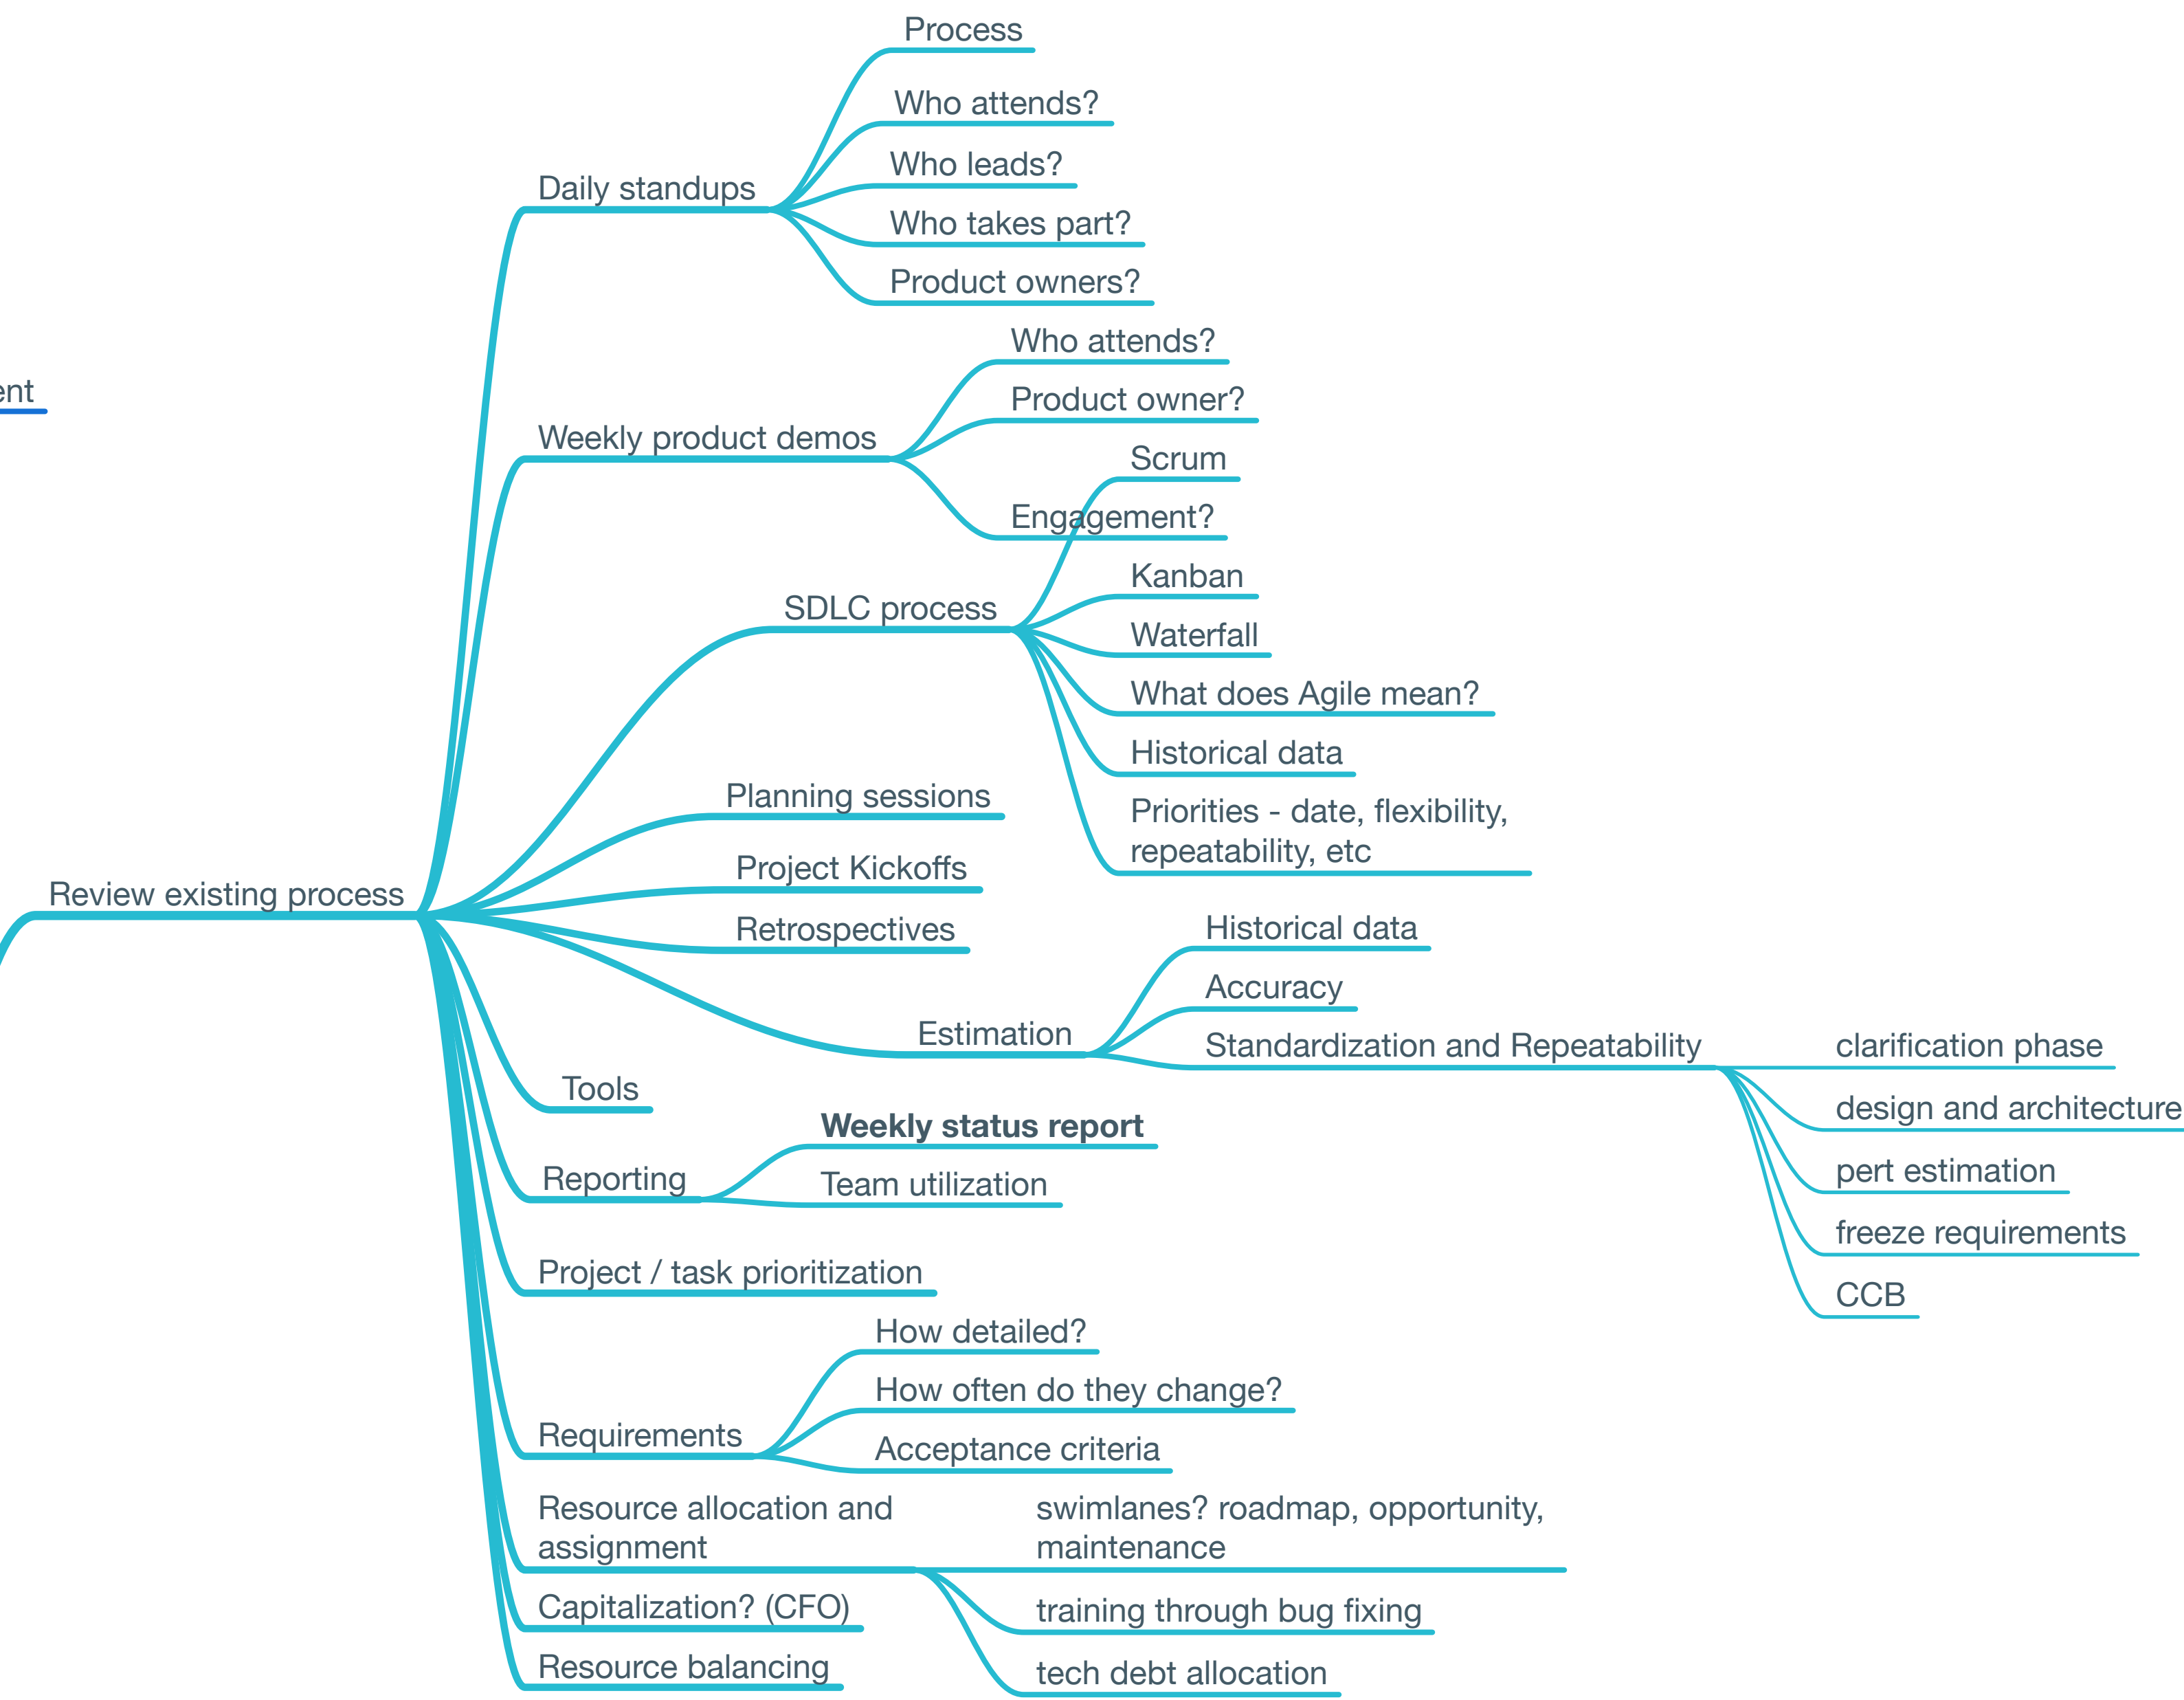 Process
Who attends?
Who leads?
Daily standups
Who takes part?
Product owners?
Who attends?
ent
Product owner?
Weekly product demos
Scrum
Engagement?
Kanban
SDLC process
Waterfall
What does Agile mean?
Historical data
Planning sessions
Priorities - date, flexibility,
repeatability, etc
Project Kickoffs
Review existing process
Retrospectives
Historical data
Accuracy
Estimation
Standardization and Repeatability
clarification phase
Tools
design and architecture
Weekly status report
Reporting
Team utilization
pert estimation
freeze requirements
Project / task prioritization
CCB
How detailed?
How often do they change?
Requirements
Acceptance criteria
Resource allocation and
assignment
swimlanes? roadmap, opportunity,
maintenance
Capitalization? (CFO)
training through bug fixing
Resource balancing
tech debt allocation